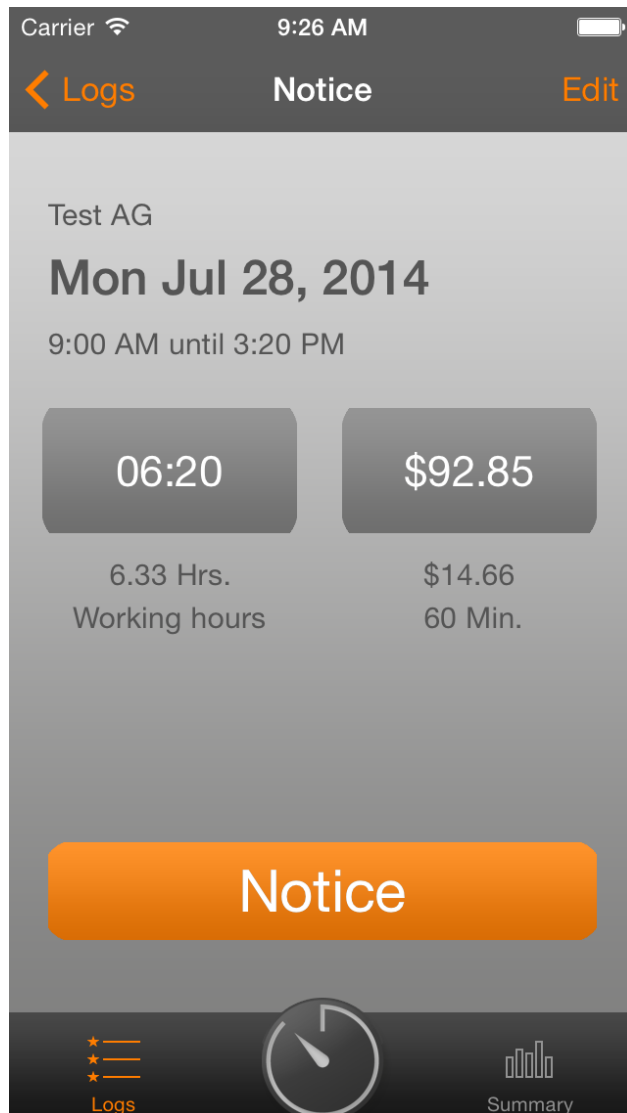 Carrier 9:26 AM
Logs Notice Edit
Test AG
Mon Jul 28, 2014
9:00 AM until 3:20 PM
06:20 $92.85
6.33 Hrs. $14.66
Working hours 60 Min.
Notice
Logs Summary